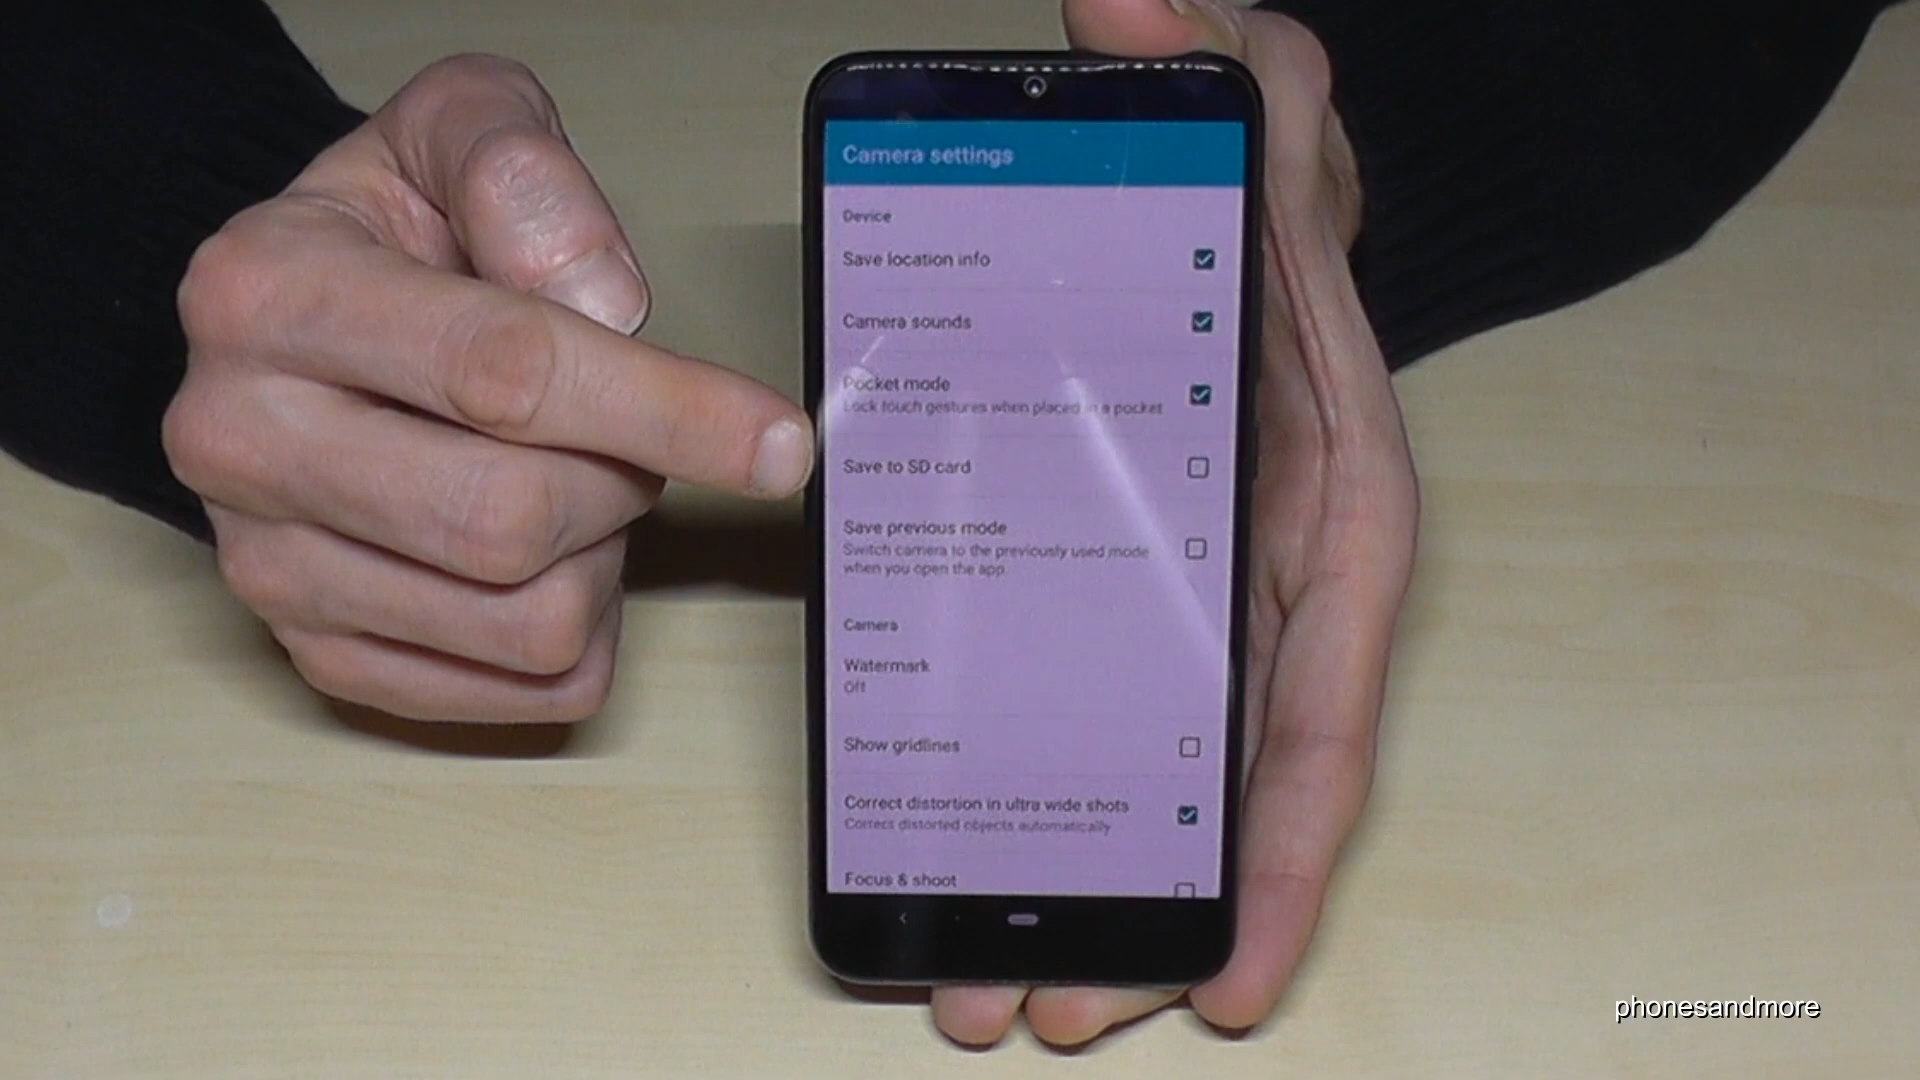 Camera settings
Device
Save location info
Camera sounds
Pocket mode
Lock touch gestures when placed in a pocket
Save to SD card
Save previous mode
Switch camera to the previously used mode
when you open the app
Camera
Watermark
Off
Show gridlines
Correct distortion in ultra wide shots
Correct distorted objects automatically
Focus & shoot
phonesandmore